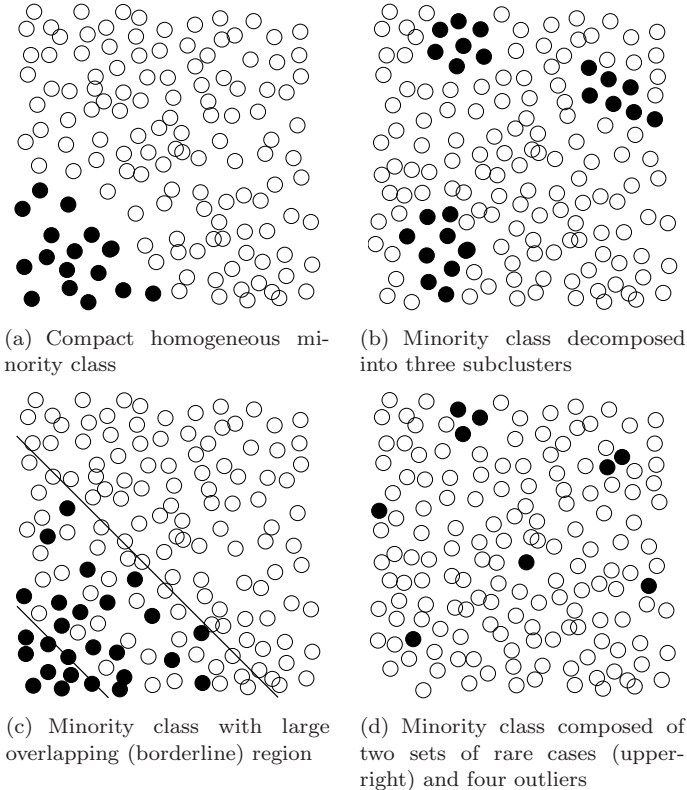 (a) Compact homogeneous mi-
nority class
(b) Minority class decomposed
into three subclusters
(c) Minority class with large
overlapping (borderline) region
(d) Minority class composed of
two sets of rare cases (upper-
right) and four outliers